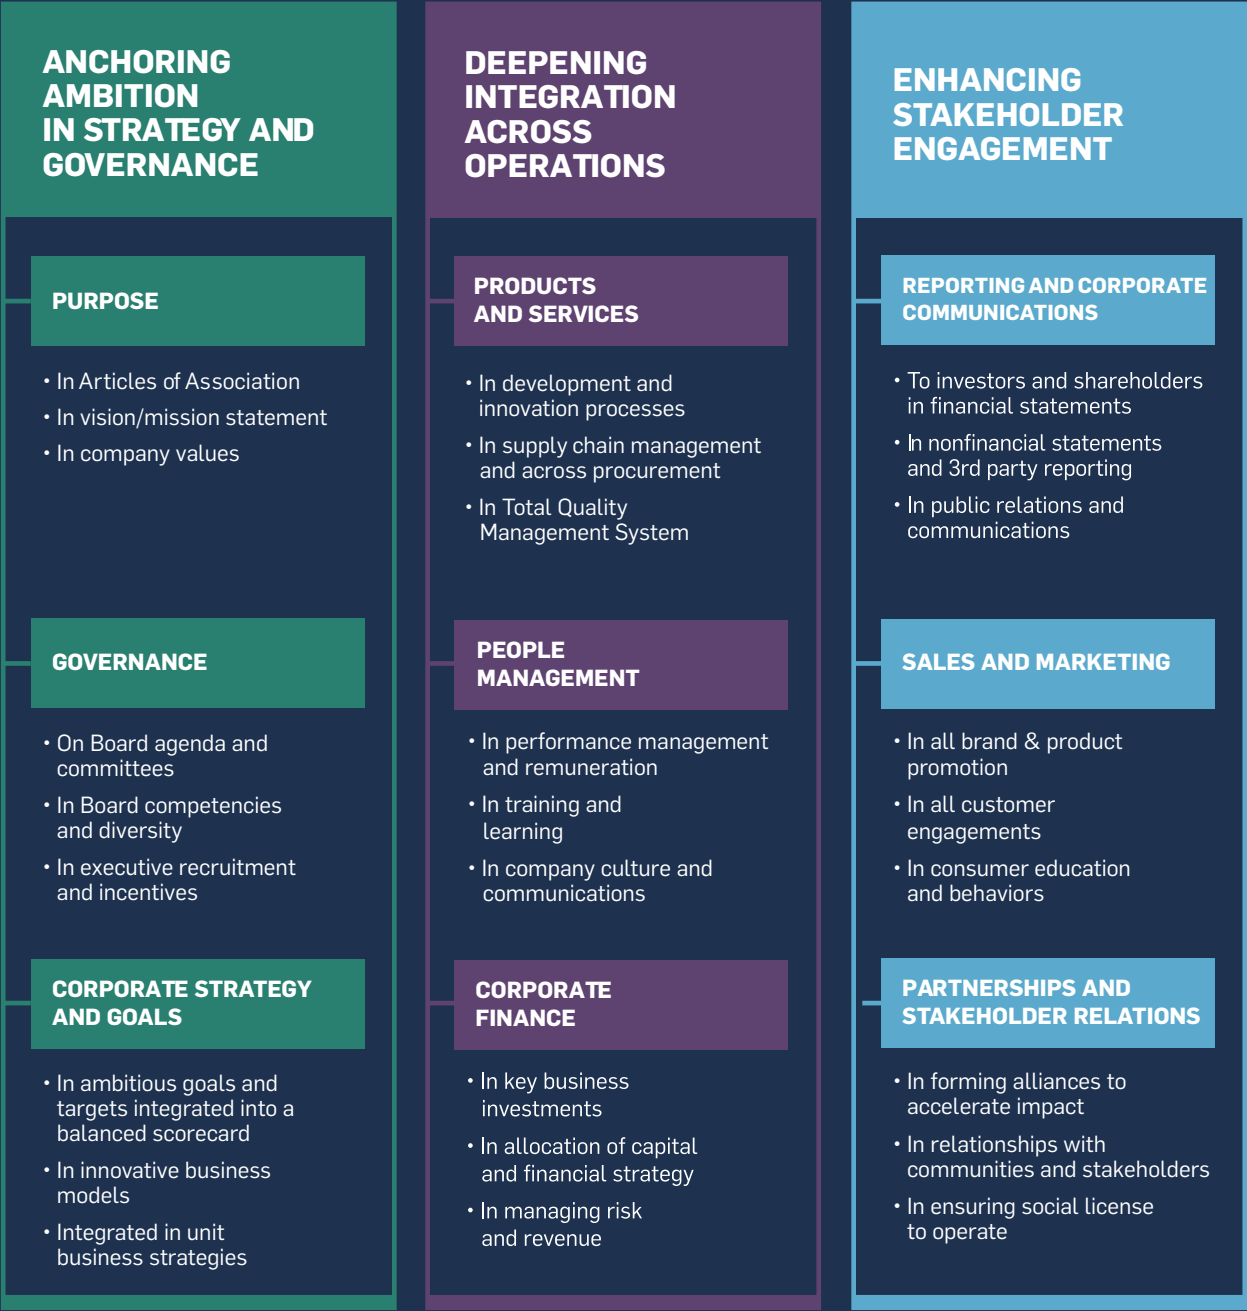 ANCHORING
AMBITION
IN STRATEGY AND
GOVERNANCE
PURPOSE
• In Articles of Association
• In vision/mission statement
• In company values
GOVERNANCE
• On Board agenda and
committees
• In Board competencies
and diversity
• In executive recruitment
and incentives
CORPORATE STRATEGY
AND GOALS
• In ambitious goals and
targets integrated into a
balanced scorecard
• In innovative business
models
• Integrated in unit
business strategies
DEEPENING
INTEGRATION
ACROSS
OPERATIONS
PRODUCTS
AND SERVICES
• In development and
innovation processes
• In supply chain management
and across procurement
• In Total Quality
Management System
PEOPLE
MANAGEMENT
• In performance management
and remuneration
• In training and
learning
• In company culture and
communications
CORPORATE
FINANCE
• In key business
investments
• In allocation of capital
and financial strategy
• In managing risk
and revenue
ENHANCING
STAKEHOLDER
ENGAGEMENT
REPORTING AND CORPORATE
COMMUNICATIONS
• To investors and shareholders
in financial statements
• In nonfinancial statements
and 3rd party reporting
• In public relations and
communications
SALES AND MARKETING
• In all brand & product
promotion
• In all customer
engagements
• In consumer education
and behaviors
PARTNERSHIPS AND
STAKEHOLDER RELATIONS
• In forming alliances to
accelerate impact
• In relationships with
communities and stakeholders
• In ensuring social license
to operate